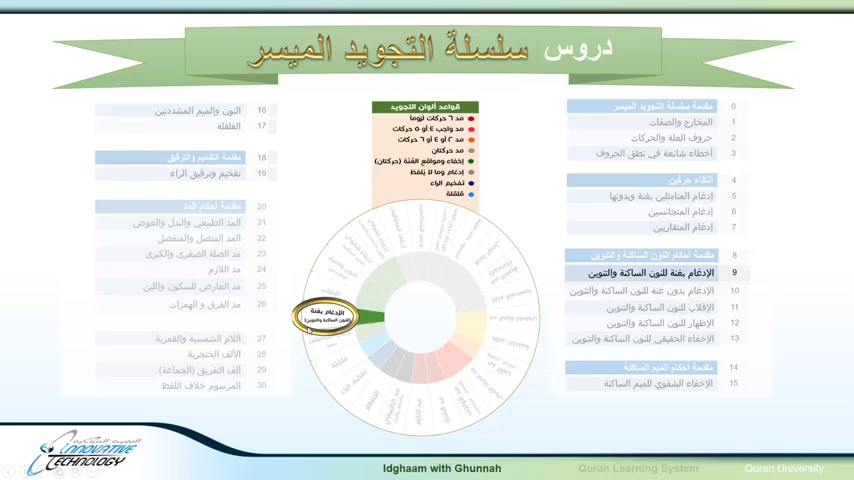 دروس سلسلة التجويد الميسر
0 مقدمة سلسلة التجويد الميسر
1 المخارج والصفات
2 حروف العلة والحركات
3 أخطاء شائعة في نطق الحروف
4 التقاء حرفين
5 إدغام المتماثلين بغنة وبدونها
6 إدغام المتجانسين
7 إدغام المتقاربين
8 مقدمة أحكام النون الساكنة والتنوين
9 الإدغام بغنة للنون الساكنة والتنوين
10 الإدغام بدون غنة للنون الساكنة والتنوين
11 الإقلاب للنون الساكنة والتنوين
12 الإظهار للنون الساكنة والتنوين
13 الإخفاء الحقيقي للنون الساكنة والتنوين
14 مقدمة أحكام الميم الساكنة
15 الإخفاء الشفوي للميم الساكنة
قواعد ألوان التجويد
مد ٦ حركات لزوما
مد واجب ٤ أو ٥ حركات
مد ٢ أو ٤ أو ٦ حركات
مد حركتان
إخفاء ومواقع الغنة (حركتان)
إدغام وما لا يلفظ
تفخيم الراء
قلقلة
الإدغام بغنة
(للنون الساكنة والتنوين)
16 النون والميم المشددتين
17 القلقلة
18 مقدمة التفخيم والترقيق
19 تفخيم وترقيق الراء
20 مقدمة أحكام المد
21 المد الطبيعي والبدل والعوض
22 المد المتصل والمنفصل
23 مد الصلة الصغرى والكبرى
24 مد اللازم
25 المد العارض للسكون واللين
26 مد الفرق و الهمزات
27 اللام الشمسية والقمرية
28 الألف الخنجرية
29 ألف التفريق (الجماعة)
30 المرسوم خلاف اللفظ
التقنية المبتكرة
INNOVATIVE
TECHNOLOGY
Idghaam with Ghunnah
Quran Learning System
Quran University